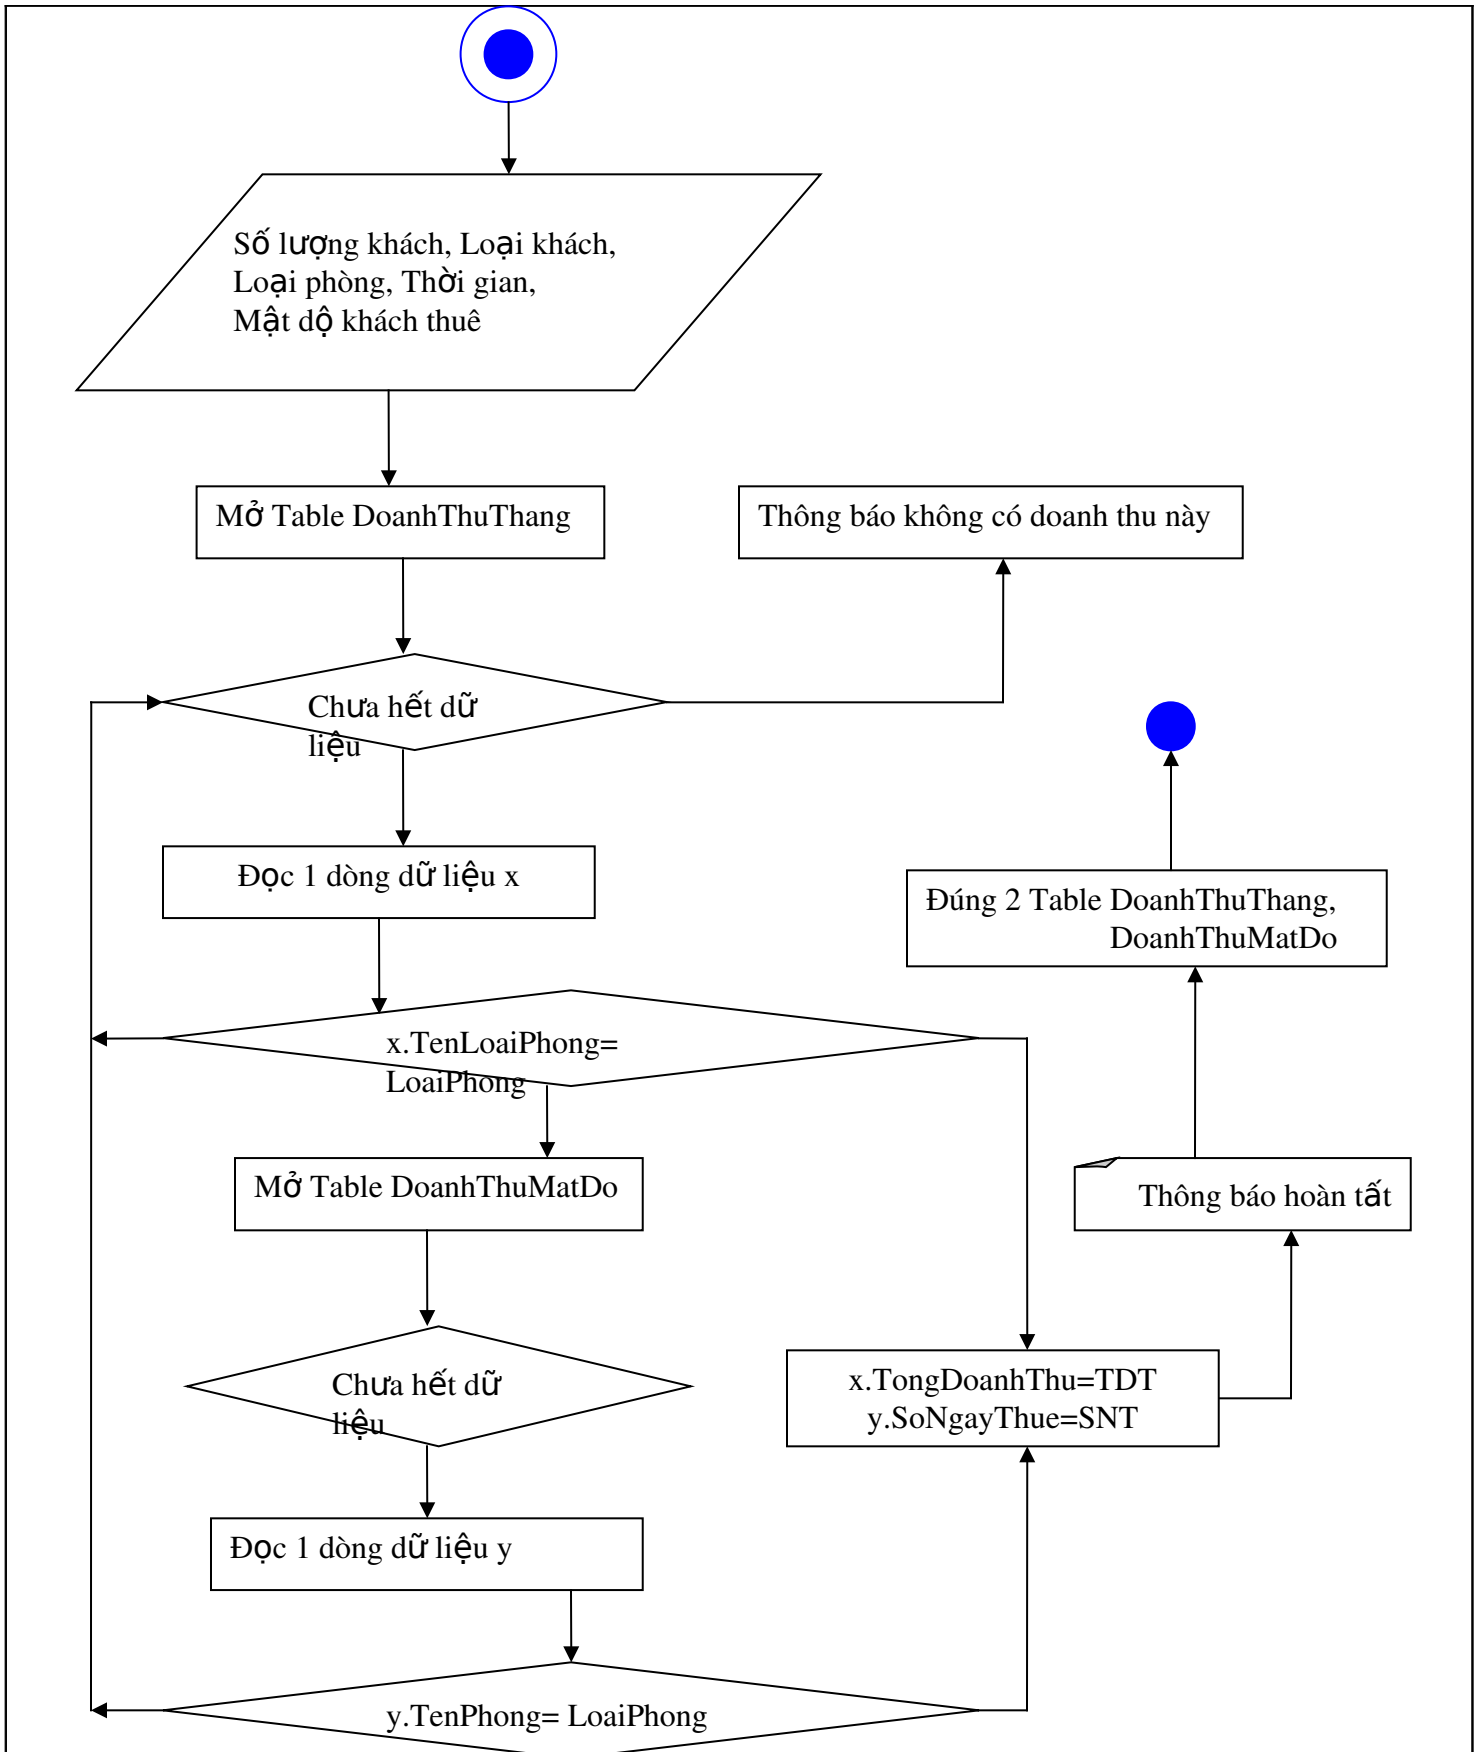 Số lượng khách, Loại khách,
Loại phòng, Thời gian,
Mật dộ khách thuê
Mở Table DoanhThuThang
Thông báo không có doanh thu này
Chưa hết dữ
liệu
Đọc 1 dòng dữ liệu x
Đúng 2 Table DoanhThuThang,
DoanhThuMatDo
x.TenLoaiPhong=
LoaiPhong
Mở Table DoanhThuMatDo
Thông báo hoàn tất
Chưa hết dữ
liệu
x.TongDoanhThu=TDT
y.SoNgayThue=SNT
Đọc 1 dòng dữ liệu y
y.TenPhong= LoaiPhong